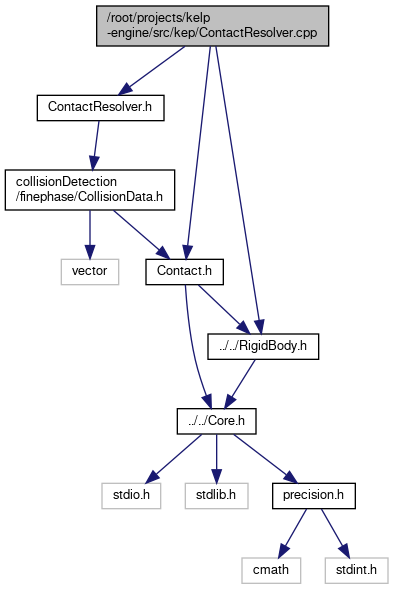 /root/projects/kelp
-engine/src/kep/ContactResolver.cpp
ContactResolver.h
collisionDetection
/finephase/CollisionData.h
vector
Contact.h
../../RigidBody.h
../../Core.h
stdio.h
stdlib.h
precision.h
cmath
stdint.h